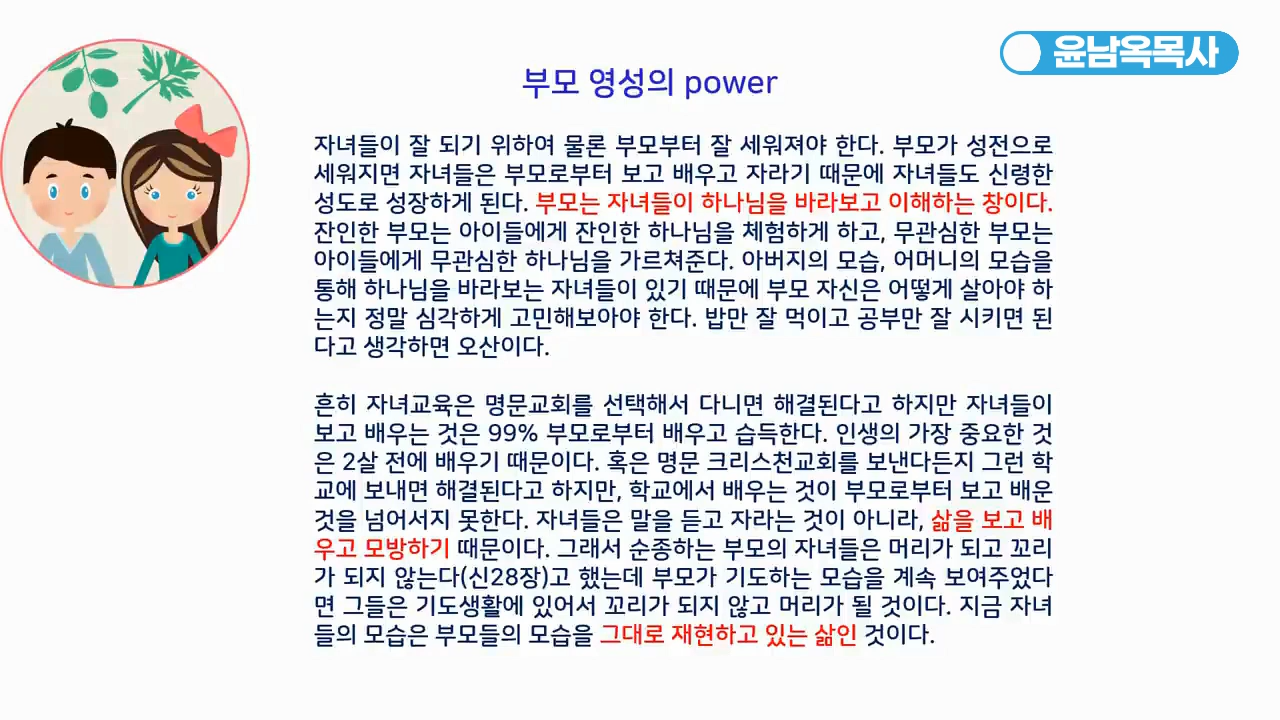 윤남옥목사
부모 영성의 power
자녀들이 잘 되기 위하여 물론 부모부터 잘 세워져야 한다. 부모가 성전으로
세워지면 자녀들은 부모로부터 보고 배우고 자라기 때문에 자녀들도 신령한
성도로 성장하게 된다. 부모는 자녀들이 하나님을 바라보고 이해하는 창이다.
잔인한 부모는 아이들에게 잔인한 하나님을 체험하게 하고, 무관심한 부모는
아이들에게 무관심한 하나님을 가르쳐준다. 아버지의 모습, 어머니의 모습을
통해 하나님을 바라보는 자녀들이 있기 때문에 부모 자신은 어떻게 살아야 하
는지 정말 심각하게 고민해보아야 한다. 밥만 잘 먹이고 공부만 잘 시키면 된
다고 생각하면 오산이다.
흔히 자녀교육은 명문교회를 선택해서 다니면 해결된다고 하지만 자녀들이
보고 배우는 것은 99% 부모로부터 배우고 습득한다. 인생의 가장 중요한 것
은 2살 전에 배우기 때문이다. 혹은 명문 크리스천교회를 보낸다든지 그런 학
교에 보내면 해결된다고 하지만, 학교에서 배우는 것이 부모로부터 보고 배운
것을 넘어서지 못한다. 자녀들은 말을 듣고 자라는 것이 아니라, 삶을 보고 배
우고 모방하기 때문이다. 그래서 순종하는 부모의 자녀들은 머리가 되고 꼬리
가 되지 않는다(신28장)고 했는데 부모가 기도하는 모습을 계속 보여주었다
면 그들은 기도생활에 있어서 꼬리가 되지 않고 머리가 될 것이다. 지금 자녀
들의 모습은 부모들의 모습을 그대로 재현하고 있는 삶인 것이다.